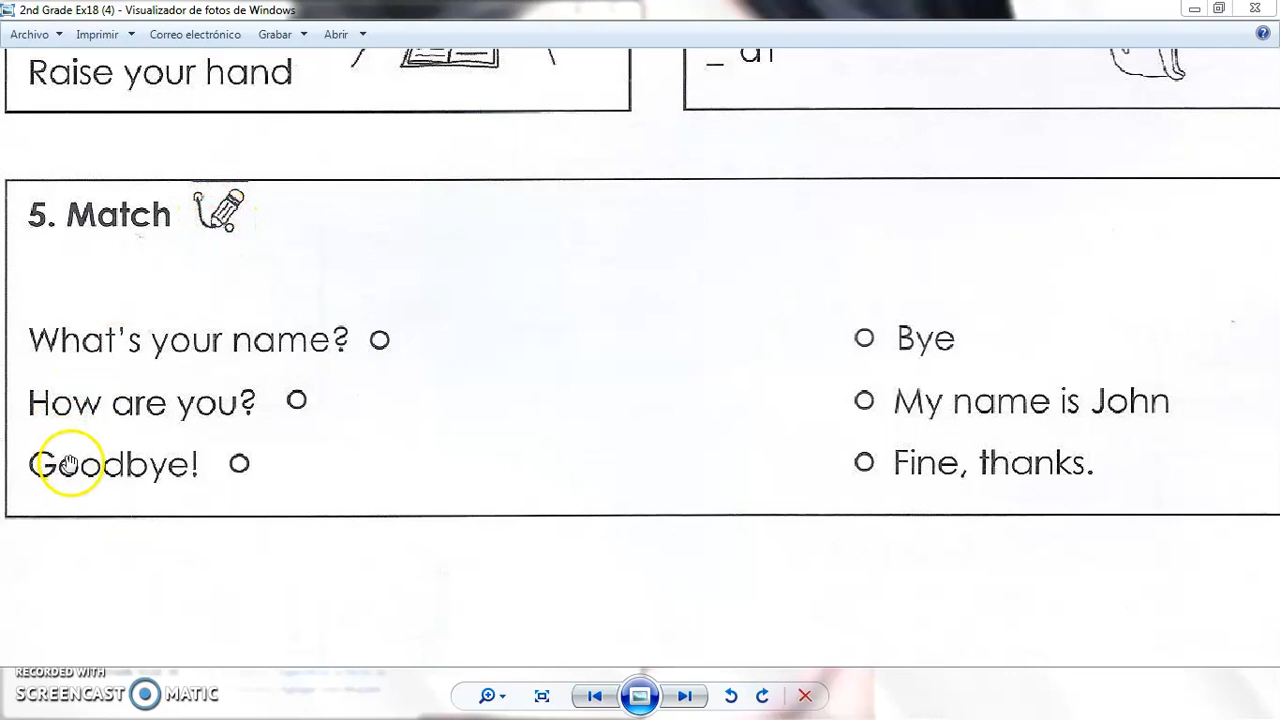 2nd Grade Ex18 (4) - Visualizador de fotos de Windows
Archivo Imprimir Correo electrónico Grabar Abrir
Raise your hand
5. Match
What's your name? Bye
How are you? My name is John
Goodbye! Fine, thanks.
RECORDED WITH
SCREENCAST MATIC